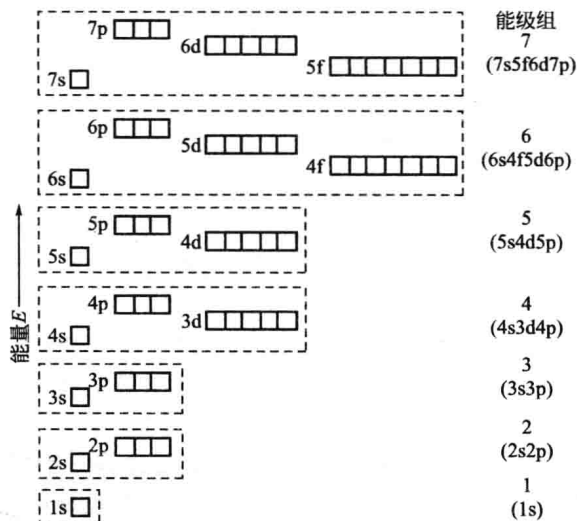 能级组
7p
6d
5f
7s
7
(7s5f6d7p)
6p
5d
4f
6s
6
(6s4f5d6p)
5p
4d
5s
5
(5s4d5p)
4p
3d
4s
4
(4s3d4p)
3p
3s
3
(3s3p)
2p
2s
2
(2s2p)
1s
1
(1s)
能量E